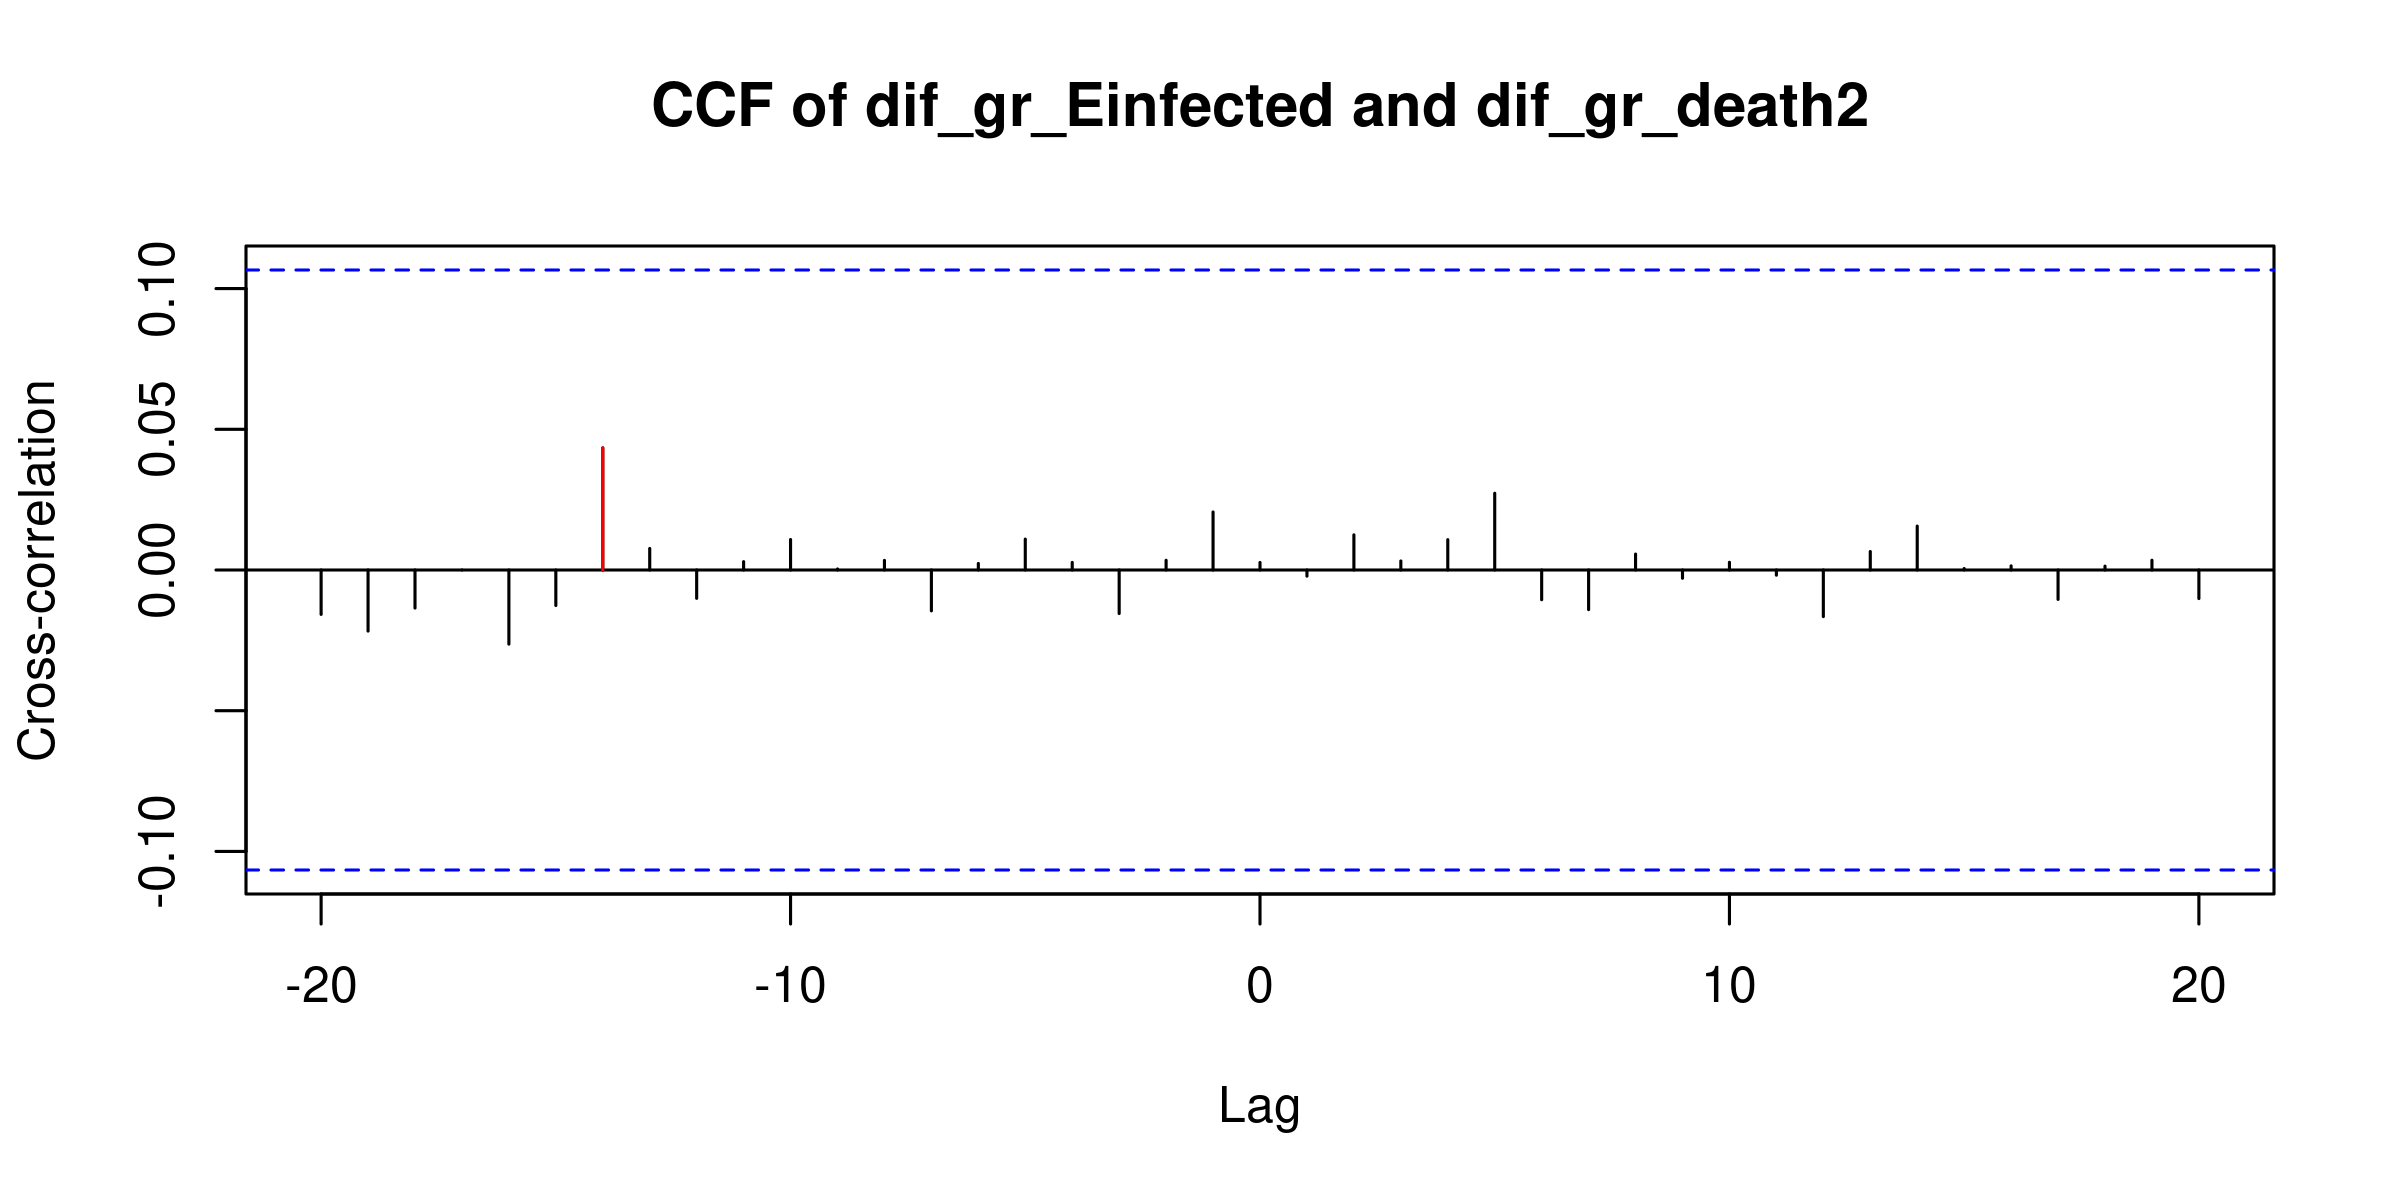 CCF of dif_gr_Einfected and dif_gr_death2
Cross-correlation
0.10
0.05
0.00
-0.10
-20 -10 0 10 20
Lag